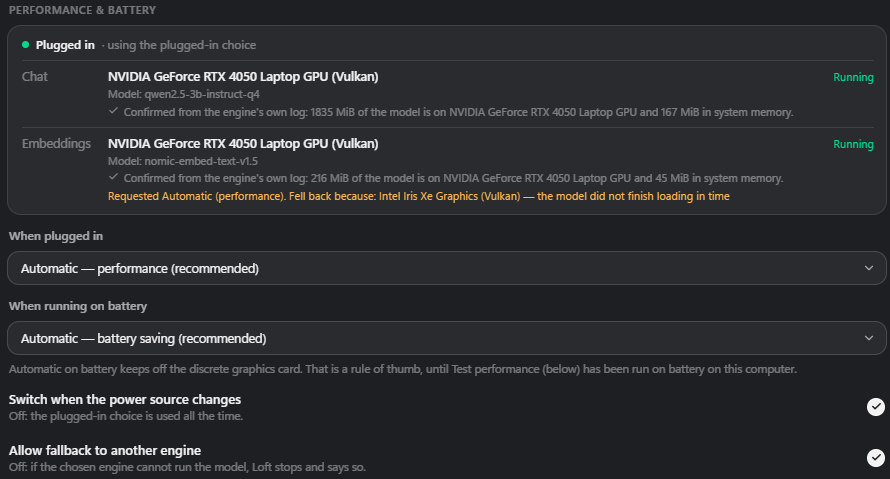 PERFORMANCE & BATTERY
Plugged in · using the plugged-in choice
Chat
NVIDIA GeForce RTX 4050 Laptop GPU (Vulkan)
Running
Model: qwen2.5-3b-instruct-q4
✓ Confirmed from the engine's own log: 1835 MiB of the model is on NVIDIA GeForce RTX 4050 Laptop GPU and 167 MiB in system memory.
Embeddings
NVIDIA GeForce RTX 4050 Laptop GPU (Vulkan)
Running
Model: nomic-embed-text-v1.5
✓ Confirmed from the engine's own log: 216 MiB of the model is on NVIDIA GeForce RTX 4050 Laptop GPU and 45 MiB in system memory.
Requested Automatic (performance). Fell back because: Intel Iris Xe Graphics (Vulkan) — the model did not finish loading in time
When plugged in
Automatic — performance (recommended)
When running on battery
Automatic — battery saving (recommended)
Automatic on battery keeps off the discrete graphics card. That is a rule of thumb, until Test performance (below) has been run on battery on this computer.
Switch when the power source changes
Off: the plugged-in choice is used all the time.
Allow fallback to another engine
Off: if the chosen engine cannot run the model, Loft stops and says so.